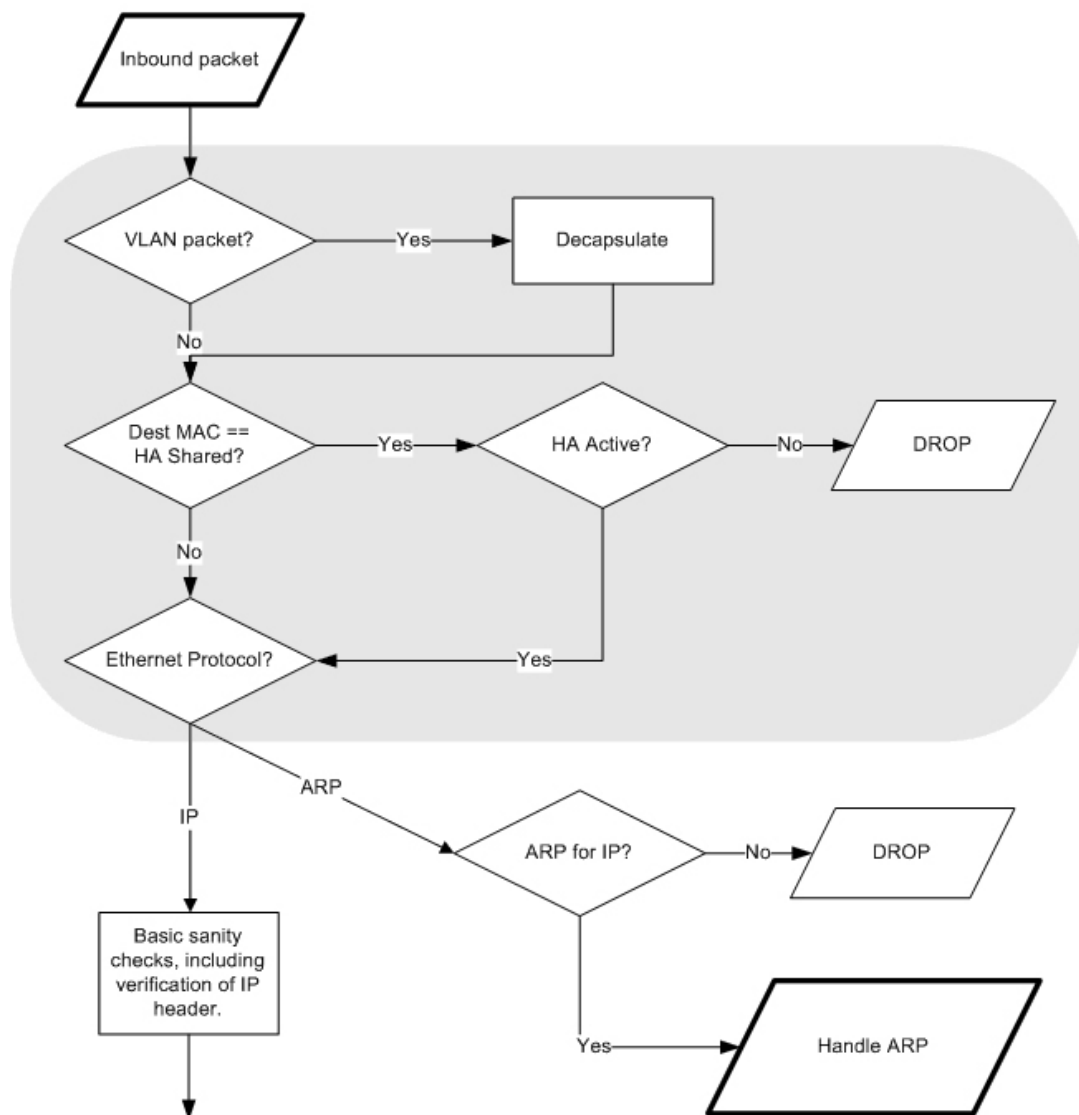 Inbound packet
VLAN packet?
Yes
Decapsulate
No
Dest MAC ==
HA Shared?
Yes
HA Active?
No
DROP
No
Ethernet Protocol?
Yes
ARP
IP
ARP for IP?
No
DROP
Basic sanity
checks, including
verification of IP
header.
Yes
Handle ARP